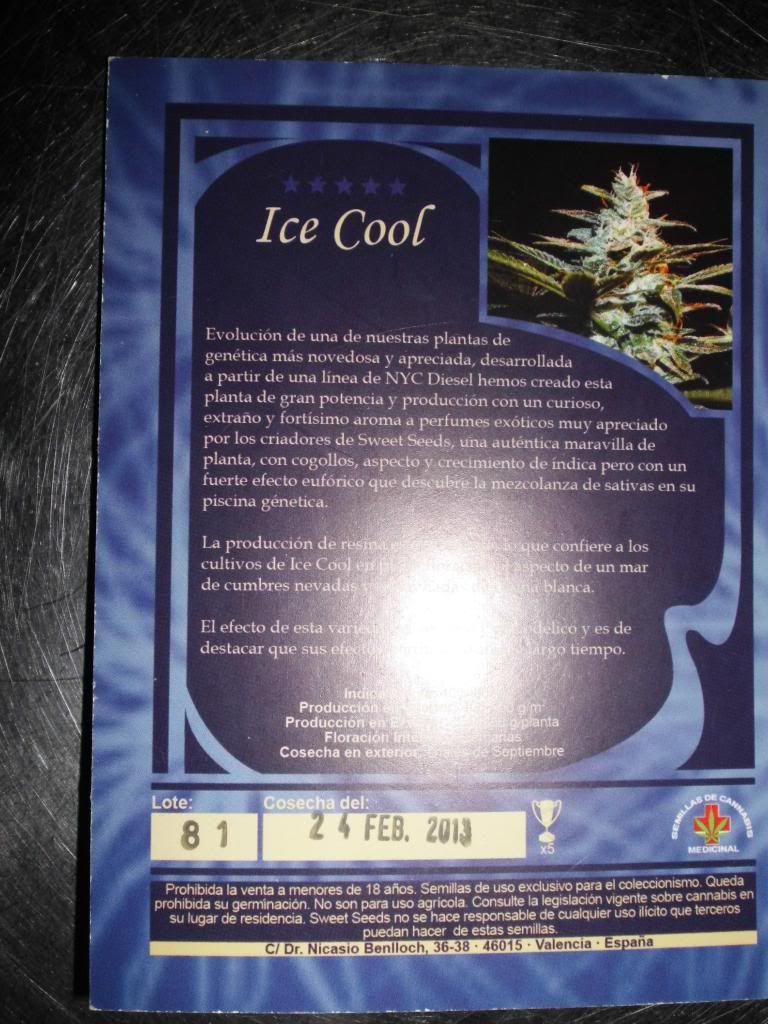 Ice Cool
Evolución de una de nuestras plantas de
genética más novedosa y apreciada, desarrollada
a partir de una línea de NYC Diesel hemos creado esta
planta de gran potencia y producción con un curioso,
extraño y fortísimo aroma a perfumes exóticos muy apreciado
por los criadores de Sweet Seeds, una auténtica maravilla de
planta, con cogollos, aspecto y crecimiento de índica pero con un
fuerte efecto eufórico que descubre la mezcolanza de sativas en su
piscina génetica.
La producción de resina que confiere a los
cultivos de Ice Cool en aspecto de un mar
de cumbres nevadas blanca.
El efecto de esta y es de
destacar que sus largo tiempo.
Producción en g/m²
Producción en g/planta
Floración
Cosecha en exterior, de Septiembre
Lote:
81
Cosecha del:
24 FEB. 2013
x5
SEMILLAS DE CANNABIS
MEDICINAL
Prohibida la venta a menores de 18 años. Semillas de uso exclusivo para el coleccionismo. Queda
prohibida su germinación. No son para uso agrícola. Consulte la legislación vigente sobre cannabis en
su lugar de residencia. Sweet Seeds no se hace responsable de cualquier uso ilícito que terceros
puedan hacer de estas semillas.
C/ Dr. Nicasio Benlloch, 36-38 · 46015 · Valencia · España